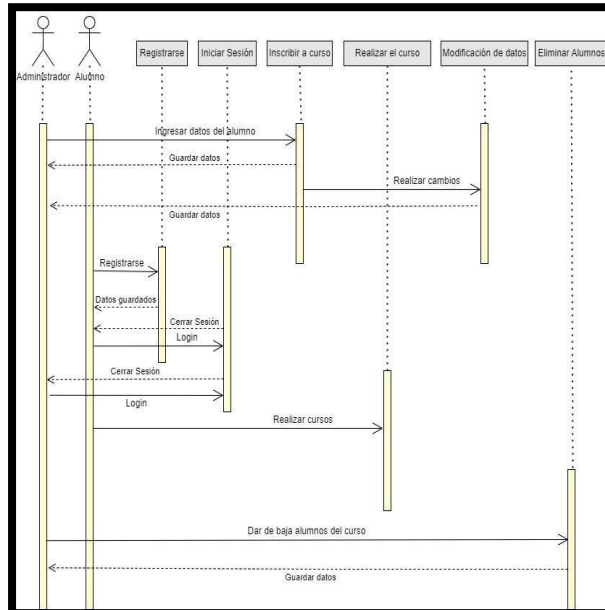 Administrador
Alumno
Registrarse
Iniciar Sesión
Inscribir a curso
Realizar el curso
Modificación de datos
Eliminar Alumnos
Ingresar datos del alumno
Guardar datos
Realizar cambios
Guardar datos
Registrarse
Datos guardados
Cerrar Sesión
Login
Cerrar Sesión
Login
Realizar cursos
Dar de baja alumnos del curso
Guardar datos